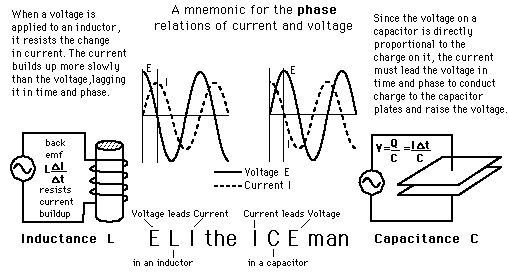 When a voltage is
applied to an inductor,
it resists the change
in current. The current
builds up more slowly
than the voltage,lagging
it in time and phase.
A mnemonic for the phase
relations of current and voltage
Since the voltage on a
capacitor is directly
proportional to the
charge on it, the current
must lead the voltage in
time and phase to conduct
charge to the capacitor
plates and raise the voltage.
E
I
E
I
Voltage E
Current I
back
emf
L ΔI
Δt
resists
current
buildup
Inductance L
V = Q = IΔt
C C
Capacitance C
Voltage leads Current
Current leads Voltage
E L I the I C E man
in an inductor
in a capacitor